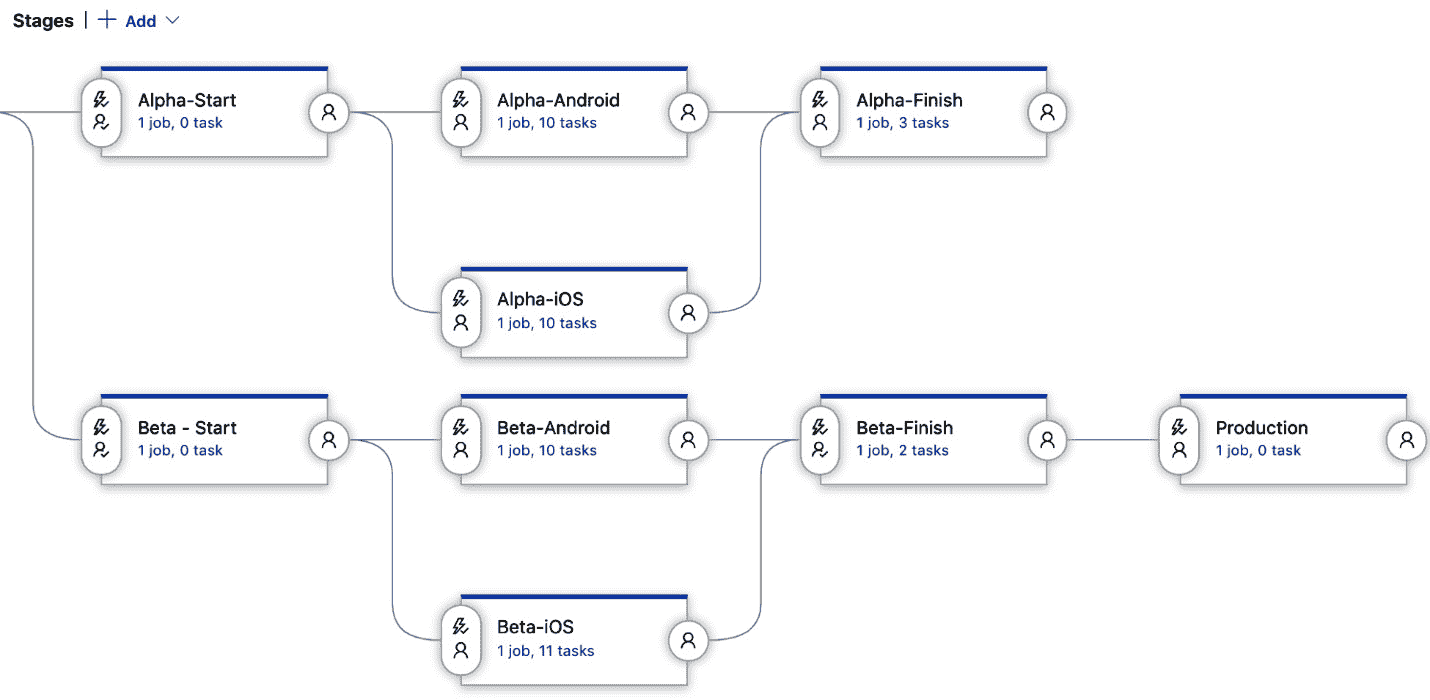 Stages | + Add
Alpha-Start
1 job, 0 task
Alpha-Android
1 job, 10 tasks
Alpha-Finish
1 job, 3 tasks
Alpha-iOS
1 job, 10 tasks
Beta - Start
1 job, 0 task
Beta-Android
1 job, 10 tasks
Beta-Finish
1 job, 2 tasks
Production
1 job, 0 task
Beta-iOS
1 job, 11 tasks